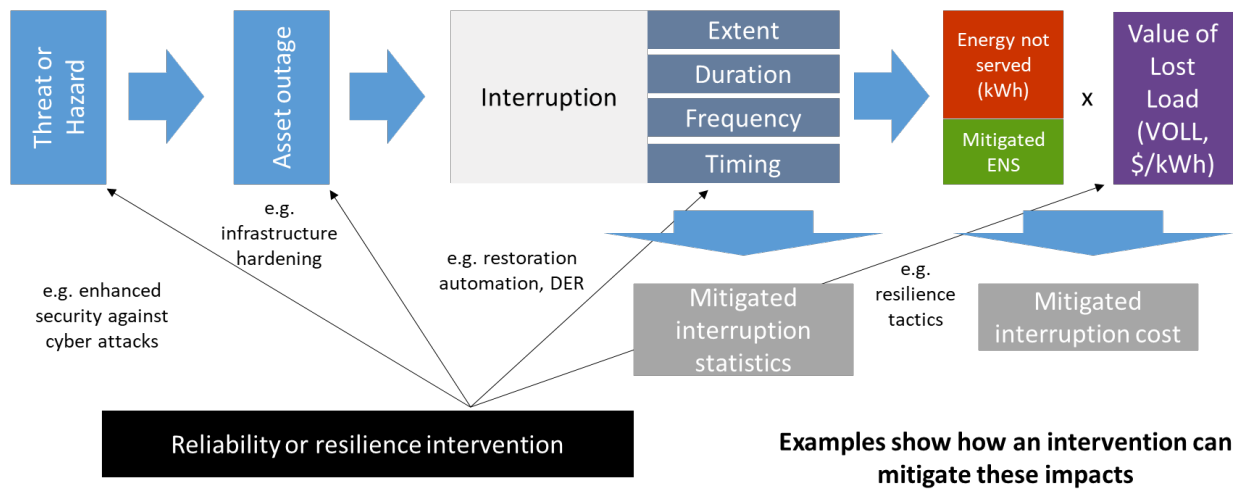 Threat or
Hazard
Asset outage
Interruption
Extent
Duration
Frequency
Timing
Energy not
served
(kWh)
Mitigated
ENS
x
Value of
Lost
Load
(VOLL,
$/kWh)
e.g. enhanced
security against
cyber attacks
e.g.
infrastructure
hardening
e.g. restoration
automation, DER
e.g.
resilience
tactics
Mitigated
interruption
statistics
Mitigated
interruption cost
Reliability or resilience intervention
Examples show how an intervention can
mitigate these impacts